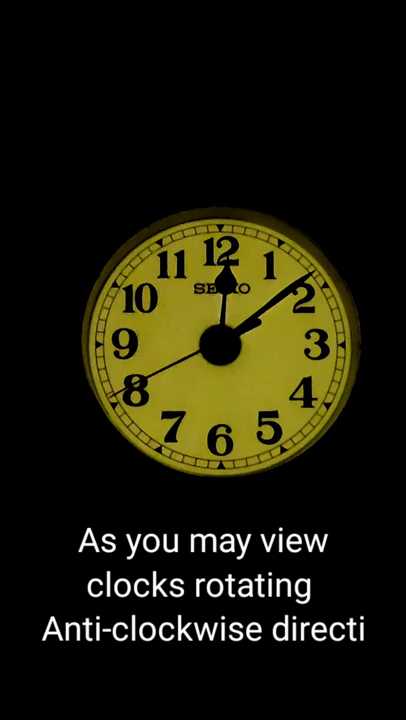 12
11 1
SEIKO
10 2
9 3
8 4
7 5
6
As you may view
clocks rotating
Anti-clockwise directi